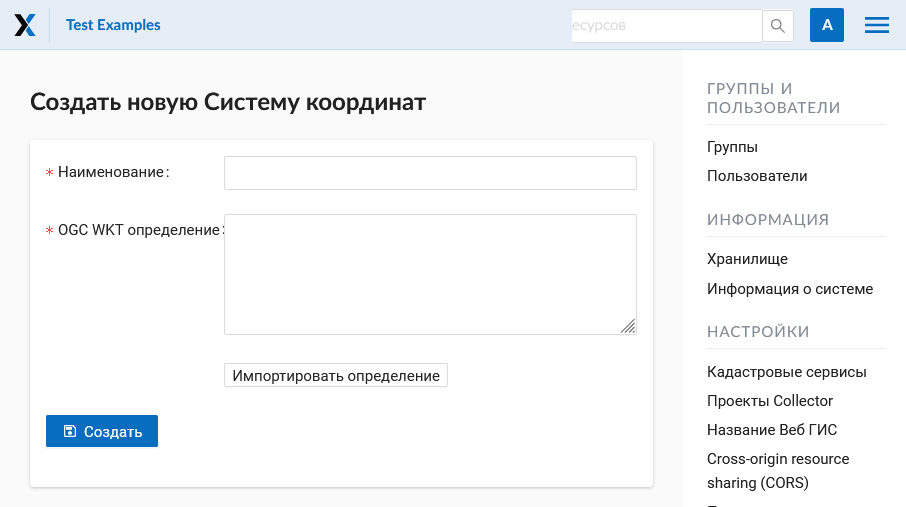 Test Examples
есурсов
A
Создать новую Систему координат
* Наименование:
* OGC WKT определение:
Импортировать определение
Создать
ГРУППЫ И
ПОЛЬЗОВАТЕЛИ
Группы
Пользователи
ИНФОРМАЦИЯ
Хранилище
Информация о системе
НАСТРОЙКИ
Кадастровые сервисы
Проекты Collector
Название Веб ГИС
Cross-origin resource
sharing (CORS)